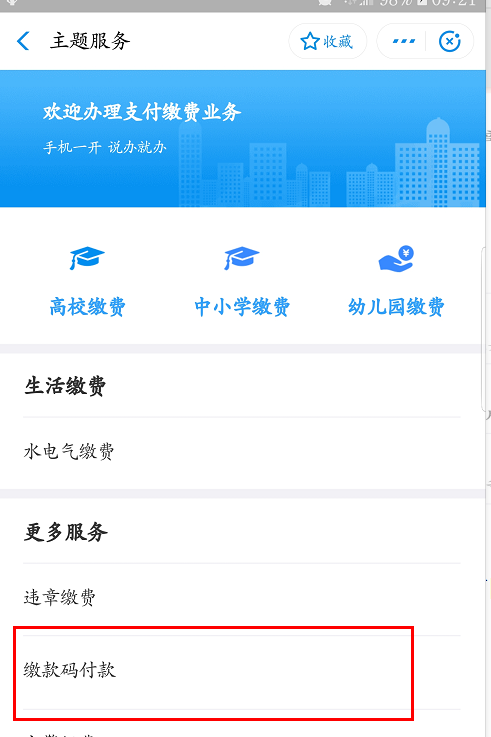 98% 09:21
主题服务
收藏
欢迎办理支付缴费业务
手机一开 说办就办
高校缴费 中小学缴费 幼儿园缴费
生活缴费
水电气缴费
更多服务
违章缴费
缴款码付款